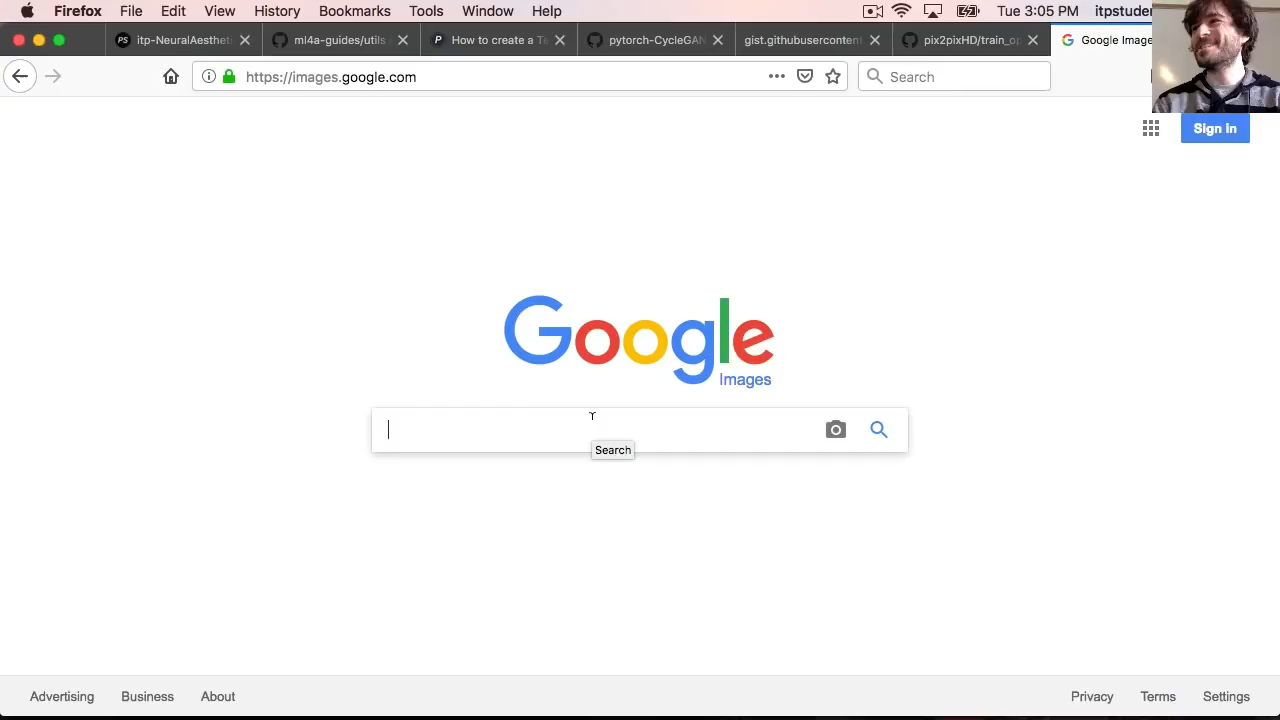 Firefox File Edit View History Bookmarks Tools Window Help Tue 3:05 PM itpstuder
itp-NeuralAestheti ml4a-guides/utils How to create a Te pytorch-CycleGAN gist.githubusercontent pix2pixHD/train_op Google Image
https://images.google.com Search
Sign in
Google
Images
Search
Advertising Business About Privacy Terms Settings